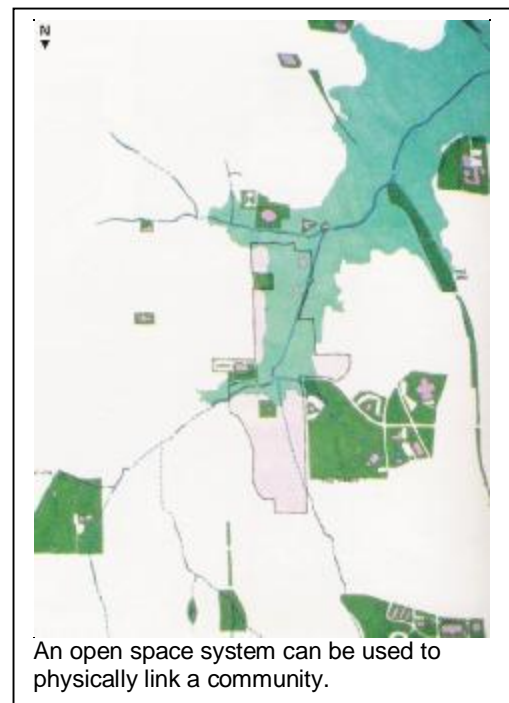 N
An open space system can be used to
physically link a community.